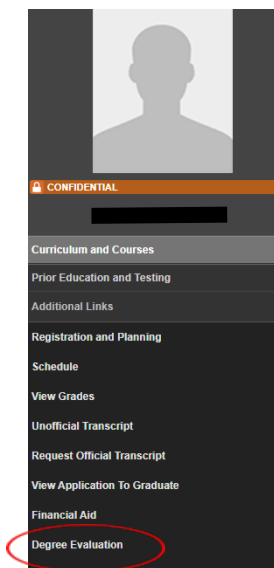 CONFIDENTIAL
Curriculum and Courses
Prior Education and Testing
Additional Links
Registration and Planning
Schedule
View Grades
Unofficial Transcript
Request Official Transcript
View Application To Graduate
Financial Aid
Degree Evaluation